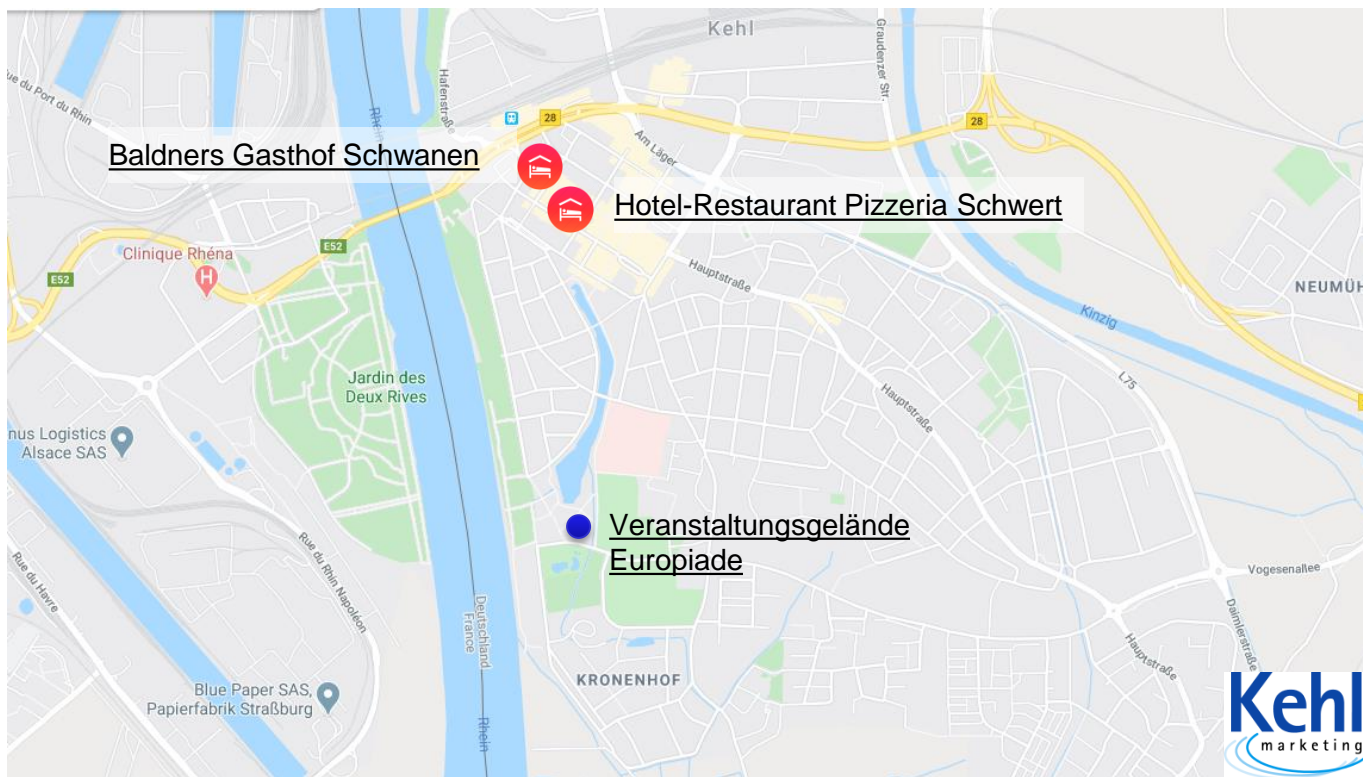 Kehl
Graudenzer Str.
Hafenstraße
Rue du Port du Rhin
Rhein
28
28
Am Läger
Baldners Gasthof Schwanen
Hotel-Restaurant Pizzeria Schwert
E52
Clinique Rhéna
H
E52
Hauptstraße
NEUMÜH
Kinzig
Jardin des
Deux Rives
L75
Hauptstraße
nus Logistics
Alsace SAS
Veranstaltungsgelände
Europiade
Rue du Rhin Napoléon
Rue du Havre
Vogesenallee
Deutschland
France
Daimlerstraße
Hauptstraße
KRONENHOF
Blue Paper SAS,
Papierfabrik Straßburg
Rhein
Kehl
marketing